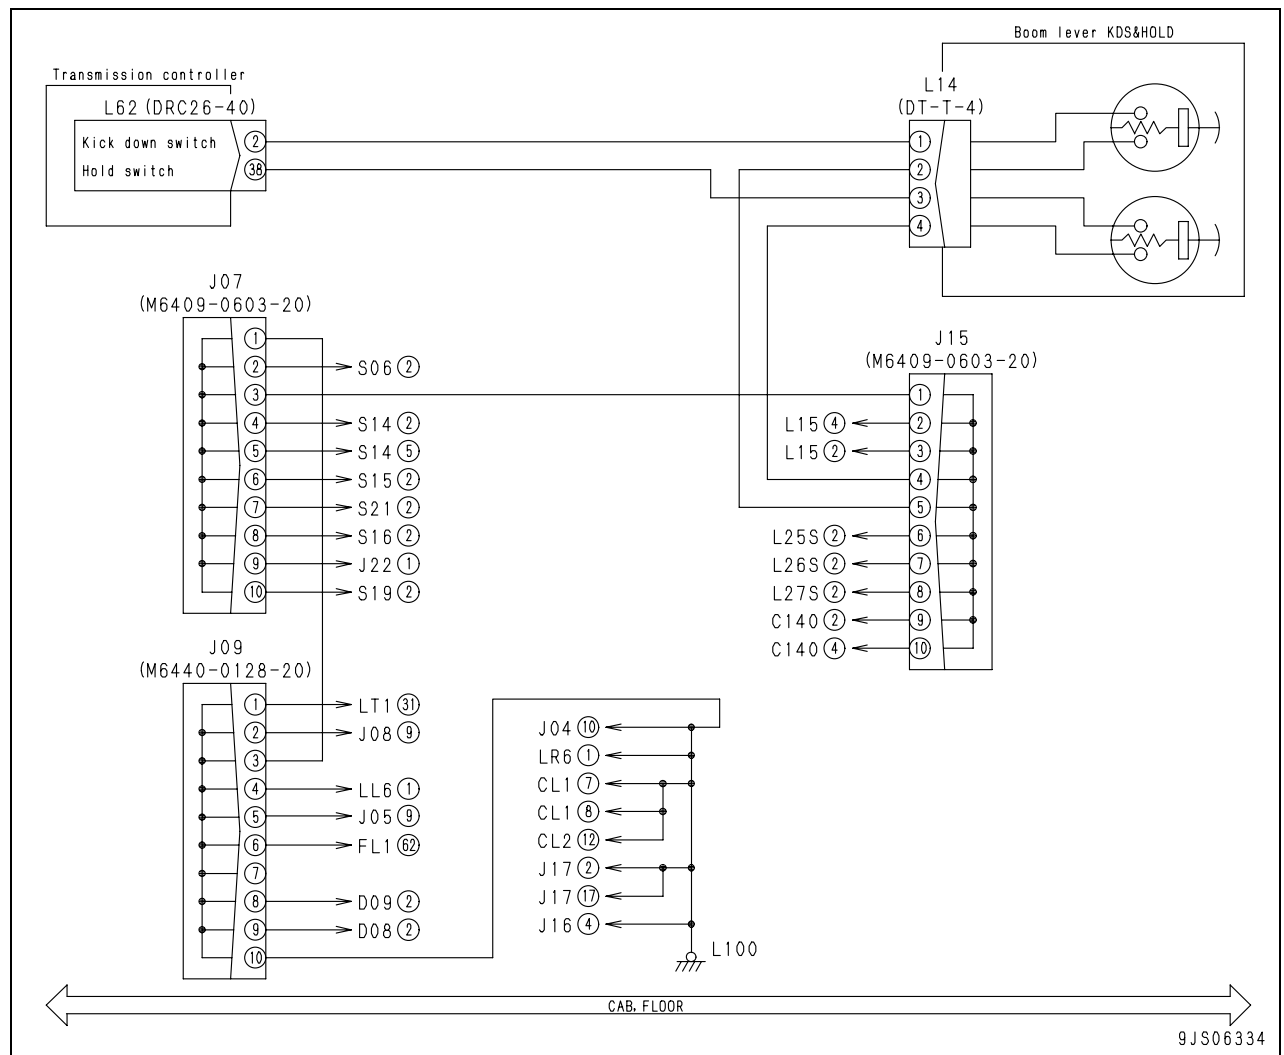 Boom lever KDS&HOLD
Transmission controller
L62 (DRC26-40)
L14
(DT-T-4)
Kick down switch 2
Hold switch 38
1
2
3
4
J07
(M6409-0603-20)
1
2 S06 2
3
4 S14 2
5 S14 5
6 S15 2
7 S21 2
8 S16 2
9 J22 1
10 S19 2
J15
(M6409-0603-20)
1
L15 4 2
L15 2 3
4
5
L25S 2 6
L26S 2 7
L27S 2 8
C140 2 9
C140 4 10
J09
(M6440-0128-20)
1 LT1 31
2 J08 9
3
4 LL6 1
5 J05 9
6 FL1 62
7
8 D09 2
9 D08 2
10
J04 10
LR6 1
CL1 7
CL1 8
CL2 12
J17 2
J17 17
J16 4
L100
CAB, FLOOR
9JS06334